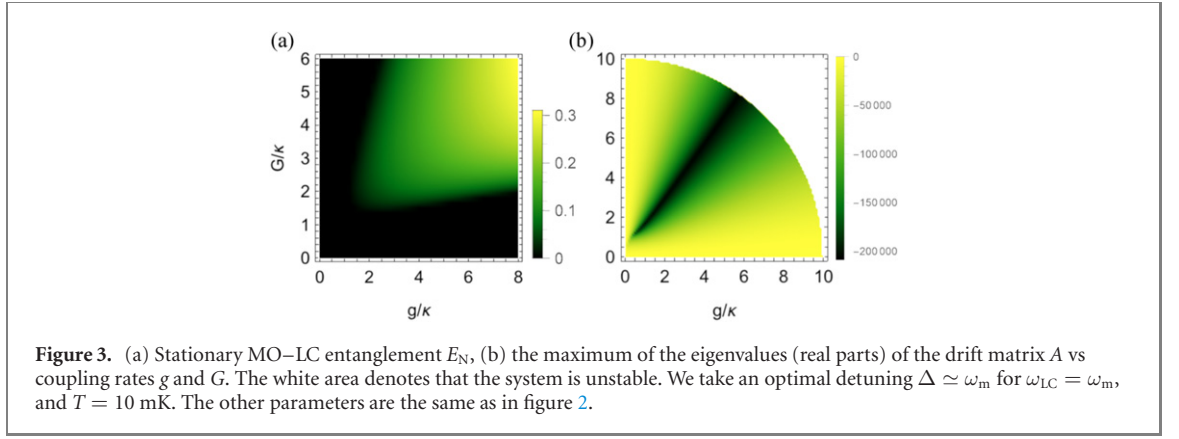 (a)
(b)
6
5
4
3
2
1
0
G/κ
0 2 4 6 8
g/κ
0.3
0.2
0.1
0
10
8
6
4
2
0
0 2 4 6 8 10
g/κ
0
−50 000
−100 000
−150 000
−200 000
Figure 3. (a) Stationary MO–LC entanglement E_N, (b) the maximum of the eigenvalues (real parts) of the drift matrix A vs
coupling rates g and G. The white area denotes that the system is unstable. We take an optimal detuning Δ ≃ ω_m for ω_LC = ω_m,
and T = 10 mK. The other parameters are the same as in figure 2.